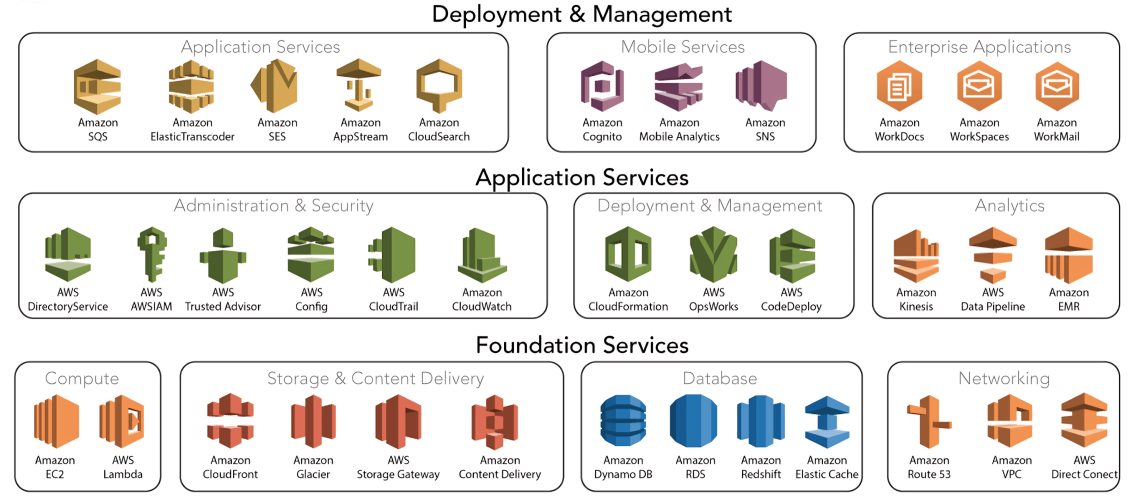 Deployment & Management
Application Services
Mobile Services
Enterprise Applications
Amazon
SQS
Amazon
ElasticTranscoder
Amazon
SES
Amazon
AppStream
Amazon
CloudSearch
Amazon
Cognito
Amazon
Mobile Analytics
Amazon
SNS
Amazon
WorkDocs
Amazon
WorkSpaces
Amazon
WorkMail
Application Services
Administration & Security
Deployment & Management
Analytics
AWS
DirectoryService
AWS
AWSIAM
AWS
Trusted Advisor
AWS
Config
AWS
CloudTrail
Amazon
CloudWatch
Amazon
CloudFormation
AWS
OpsWorks
AWS
CodeDeploy
Amazon
Kinesis
AWS
Data Pipeline
Amazon
EMR
Foundation Services
Compute
Storage & Content Delivery
Database
Networking
Amazon
EC2
AWS
Lambda
Amazon
CloudFront
Amazon
Glacier
AWS
Storage Gateway
Amazon
Content Delivery
Amazon
Dynamo DB
Amazon
RDS
Amazon
Redshift
Amazon
Elastic Cache
Amazon
Route 53
Amazon
VPC
AWS
Direct Conect